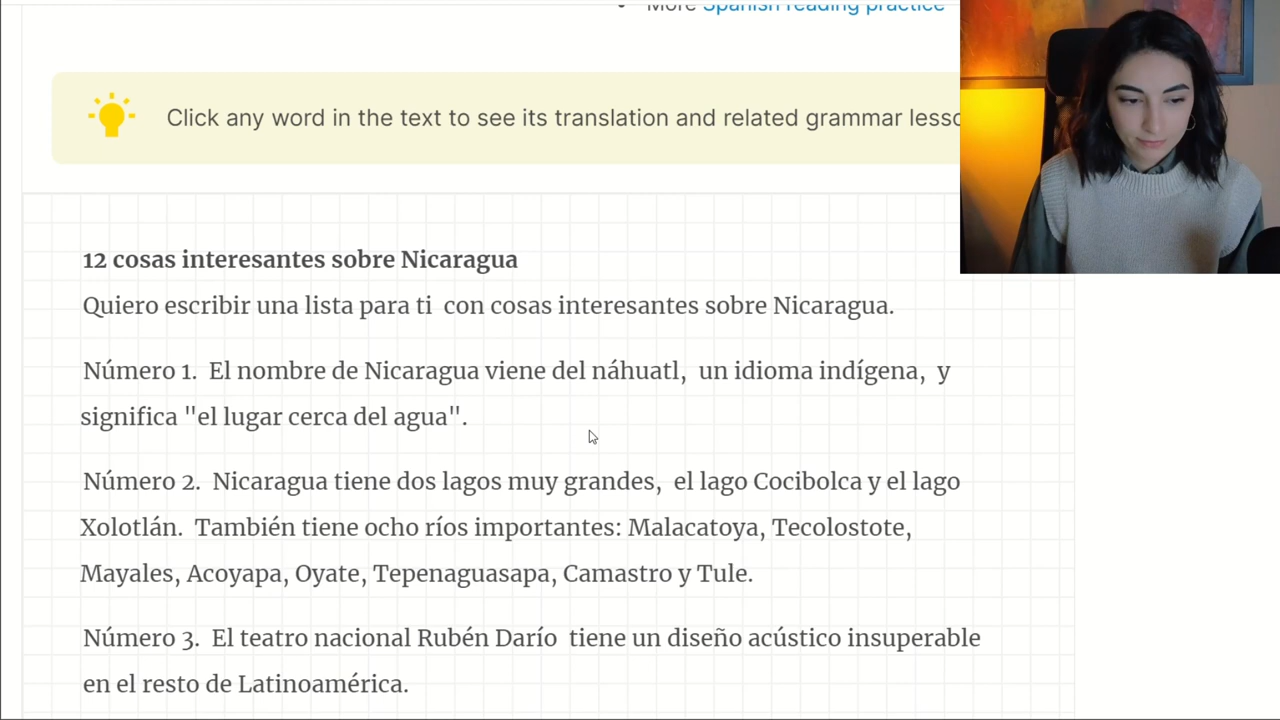 More Spanish reading practice
Click any word in the text to see its translation and related grammar
12 cosas interesantes sobre Nicaragua
Quiero escribir una lista para ti con cosas interesantes sobre Nicaragua.
Número 1. El nombre de Nicaragua viene del náhuatl, un idioma indígena, y
significa "el lugar cerca del agua".
Número 2. Nicaragua tiene dos lagos muy grandes, el lago Cocibolca y el lago
Xolotlán. También tiene ocho ríos importantes: Malacatoya, Tecolostote,
Mayales, Acoyapa, Oyate, Tepenaguasapa, Camastro y Tule.
Número 3. El teatro nacional Rubén Darío tiene un diseño acústico insuperable
en el resto de Latinoamérica.